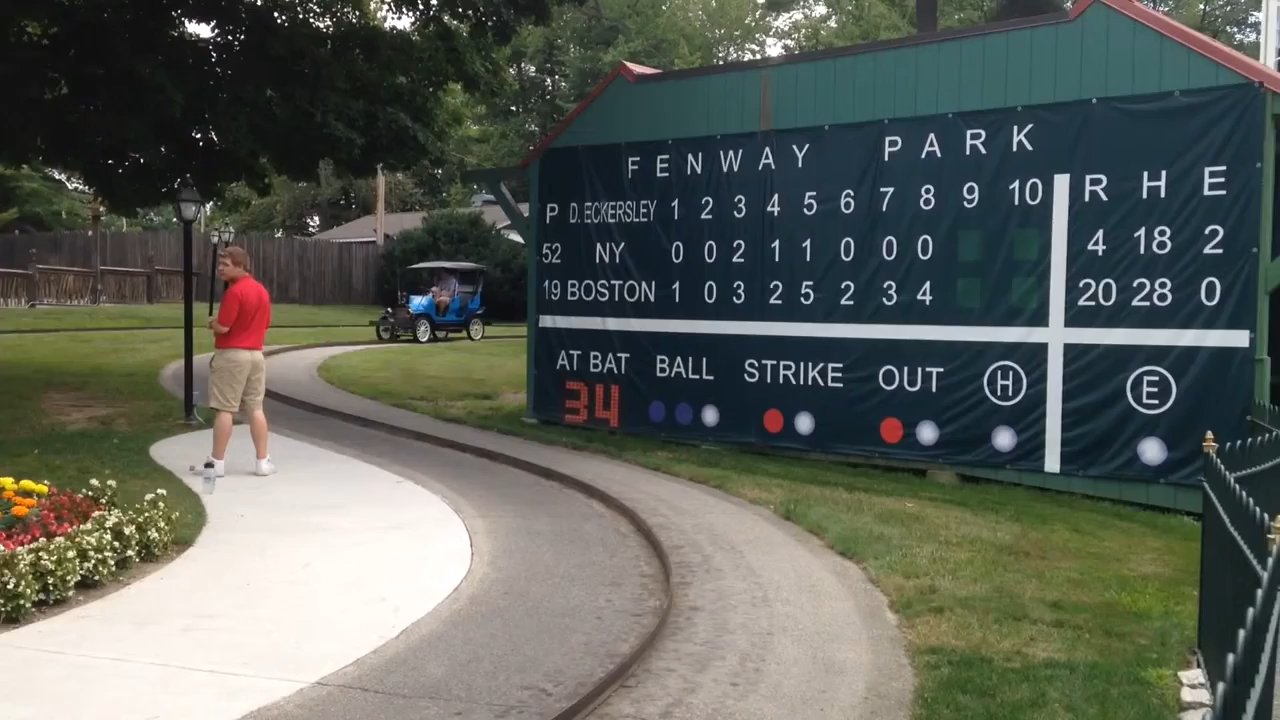 FENWAY PARK
P D. ECKERSLEY 1 2 3 4 5 6 7 8 9 10 R H E
52 NY 0 0 2 1 1 0 0 0 4 18 2
19 BOSTON 1 0 3 2 5 2 3 4 20 28 0
AT BAT BALL STRIKE OUT H E
34